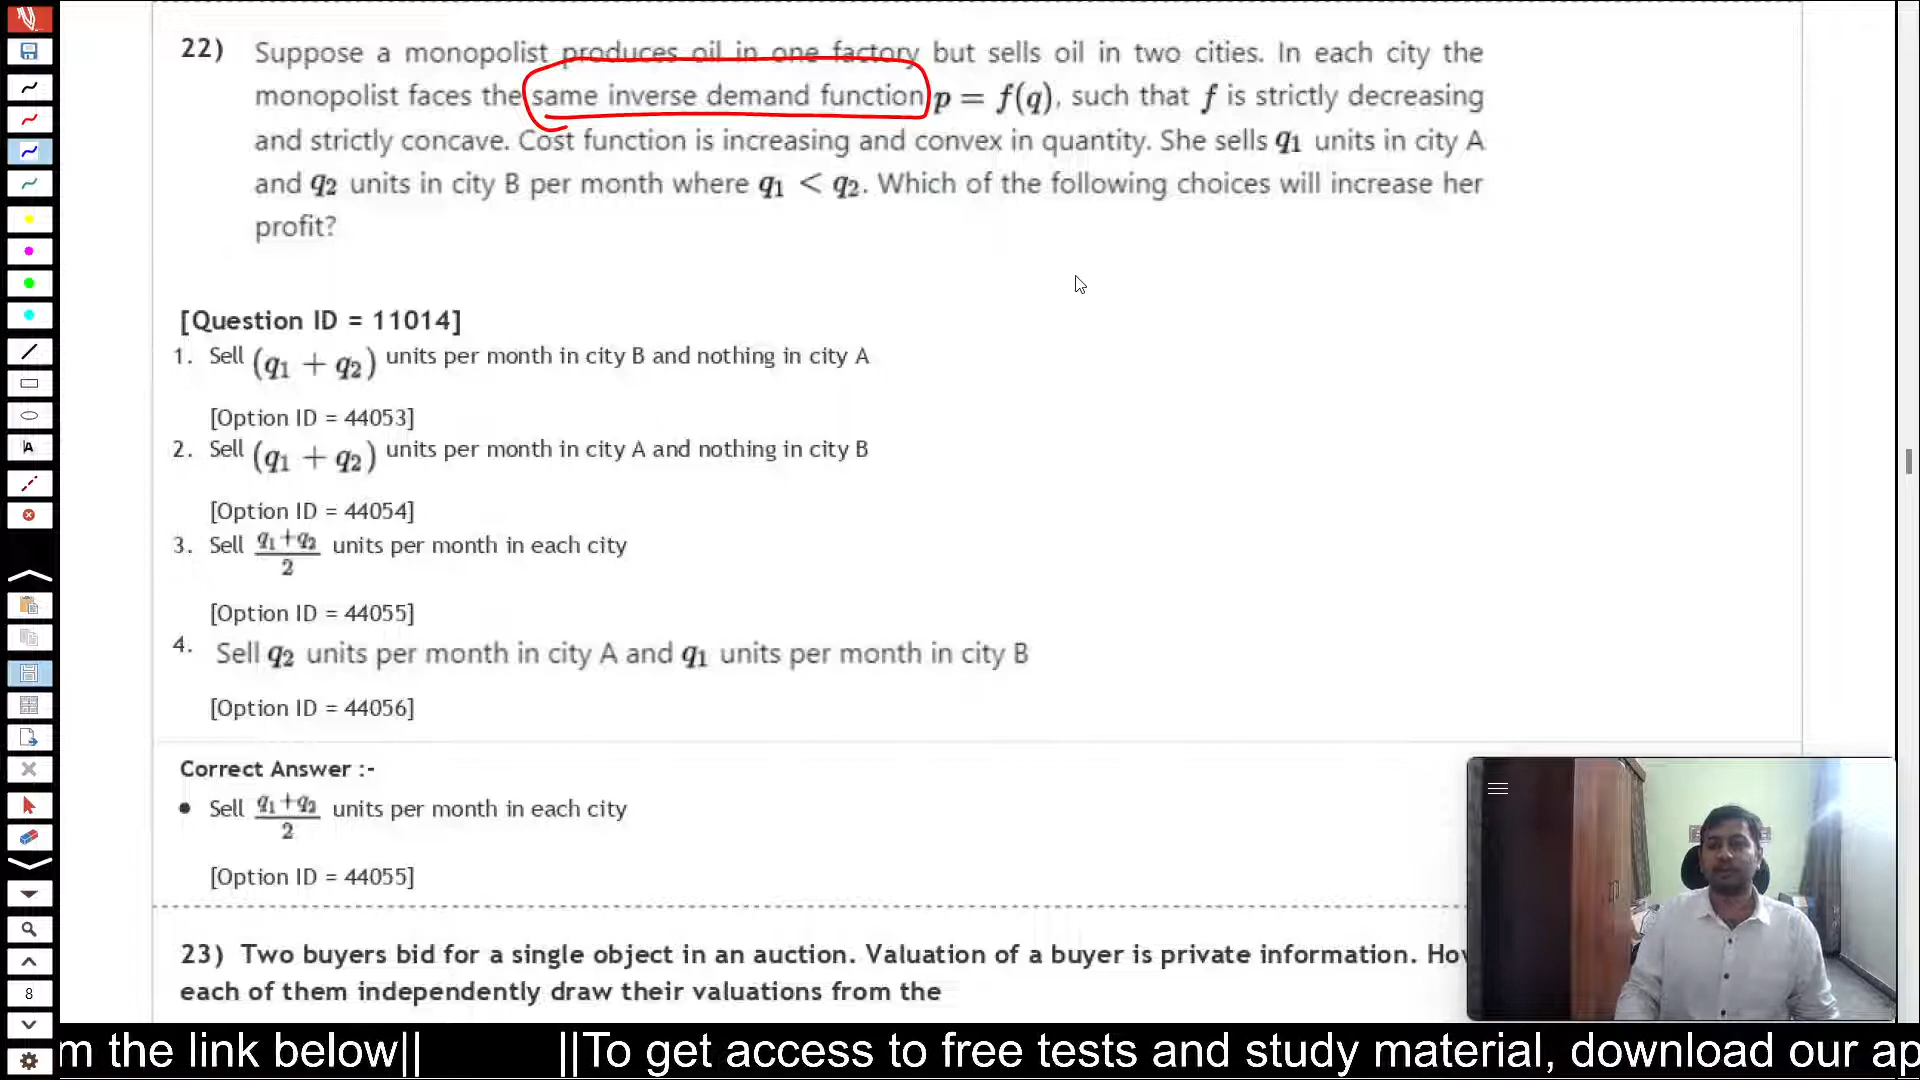 22) Suppose a monopolist produces oil in one factory but sells oil in two cities. In each city the
monopolist faces the same inverse demand function p = f(q), such that f is strictly decreasing
and strictly concave. Cost function is increasing and convex in quantity. She sells q1 units in city A
and q2 units in city B per month where q1 < q2. Which of the following choices will increase her
profit?
[Question ID = 11014]
1. Sell (q1 + q2) units per month in city B and nothing in city A
[Option ID = 44053]
2. Sell (q1 + q2) units per month in city A and nothing in city B
[Option ID = 44054]
3. Sell q1+q2/2 units per month in each city
[Option ID = 44055]
4. Sell q2 units per month in city A and q1 units per month in city B
[Option ID = 44056]
Correct Answer :-
• Sell q1+q2/2 units per month in each city
[Option ID = 44055]
23) Two buyers bid for a single object in an auction. Valuation of a buyer is private information. Ho
each of them independently draw their valuations from the
8
m the link below|| ||To get access to free tests and study material, download our ap